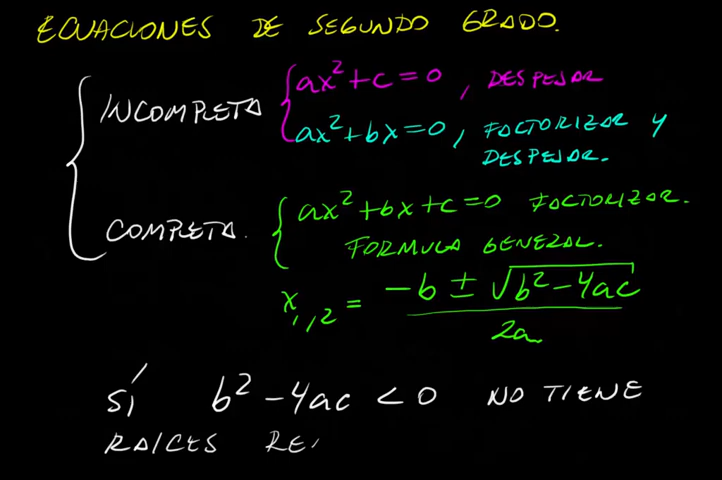 ECUACIONES DE SEGUNDO GRADO.
INCOMPLETA
ax² + c = 0 , DESPEJAR
ax² + bx = 0 , FACTORIZAR Y
DESPEJAR.
COMPLETA.
ax² + bx + c = 0 FACTORIZAR.
FORMULA GENERAL.
x₁,₂ = (-b ± √(b² - 4ac)) / 2a
SÍ b² - 4ac < 0 NO TIENE
RAICES RE